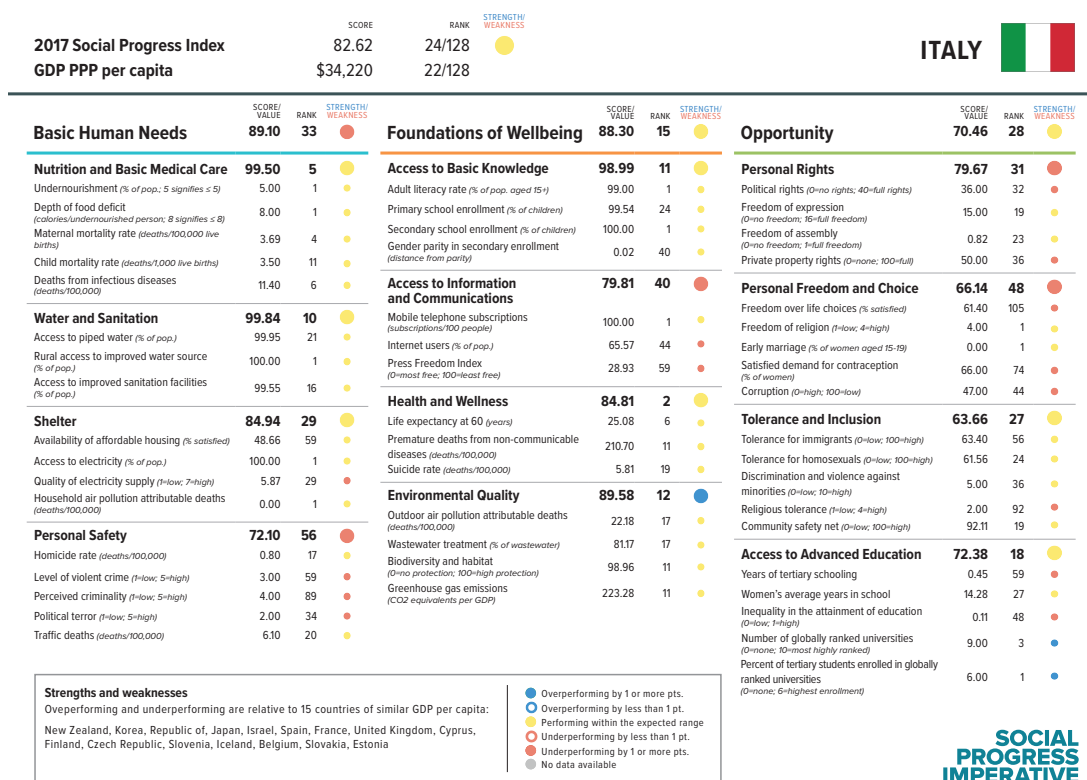 SCORE RANK STRENGTH/
WEAKNESS
2017 Social Progress Index 82.62 24/128
GDP PPP per capita $34,220 22/128
ITALY
SCORE/
VALUE RANK STRENGTH/
WEAKNESS
Basic Human Needs 89.10 33
Nutrition and Basic Medical Care 99.50 5
Undernourishment (% of pop.; 5 signifies ≤ 5) 5.00 1
Depth of food deficit
(calories/undernourished person; 8 signifies ≤ 8) 8.00 1
Maternal mortality rate (deaths/100,000 live
births) 3.69 4
Child mortality rate (deaths/1,000 live births) 3.50 11
Deaths from infectious diseases
(deaths/100,000) 11.40 6
Water and Sanitation 99.84 10
Access to piped water (% of pop.) 99.95 21
Rural access to improved water source
(% of pop.) 100.00 1
Access to improved sanitation facilities
(% of pop.) 99.55 16
Shelter 84.94 29
Availability of affordable housing (% satisfied) 48.66 59
Access to electricity (% of pop.) 100.00 1
Quality of electricity supply (1=low; 7=high) 5.87 29
Household air pollution attributable deaths
(deaths/100,000) 0.00 1
Personal Safety 72.10 56
Homicide rate (deaths/100,000) 0.80 17
Level of violent crime (1=low; 5=high) 3.00 59
Perceived criminality (1=low; 5=high) 4.00 89
Political terror (1=low; 5=high) 2.00 34
Traffic deaths (deaths/100,000) 6.10 20
SCORE/
VALUE RANK STRENGTH/
WEAKNESS
Foundations of Wellbeing 88.30 15
Access to Basic Knowledge 98.99 11
Adult literacy rate (% of pop. aged 15+) 99.00 1
Primary school enrollment (% of children) 99.54 24
Secondary school enrollment (% of children) 100.00 1
Gender parity in secondary enrollment
(distance from parity) 0.02 40
Access to Information
and Communications 79.81 40
Mobile telephone subscriptions
(subscriptions/100 people) 100.00 1
Internet users (% of pop.) 65.57 44
Press Freedom Index
(0=most free; 100=least free) 28.93 59
Health and Wellness 84.81 2
Life expectancy at 60 (years) 25.08 6
Premature deaths from non-communicable
diseases (deaths/100,000) 210.70 11
Suicide rate (deaths/100,000) 5.81 19
Environmental Quality 89.58 12
Outdoor air pollution attributable deaths
(deaths/100,000) 22.18 17
Wastewater treatment (% of wastewater) 81.17 17
Biodiversity and habitat
(0=no protection; 100=high protection) 98.96 11
Greenhouse gas emissions
(CO2 equivalents per GDP) 223.28 11
SCORE/
VALUE RANK STRENGTH/
WEAKNESS
Opportunity 70.46 28
Personal Rights 79.67 31
Political rights (0=no rights; 40=full rights) 36.00 32
Freedom of expression
(0=no freedom; 16=full freedom) 15.00 19
Freedom of assembly
(0=no freedom; 1=full freedom) 0.82 23
Private property rights (0=none; 100=full) 50.00 36
Personal Freedom and Choice 66.14 48
Freedom over life choices (% satisfied) 61.40 105
Freedom of religion (1=low; 4=high) 4.00 1
Early marriage (% of women aged 15-19) 0.00 1
Satisfied demand for contraception
(% of women) 66.00 74
Corruption (0=high; 100=low) 47.00 44
Tolerance and Inclusion 63.66 27
Tolerance for immigrants (0=low; 100=high) 63.40 56
Tolerance for homosexuals (0=low; 100=high) 61.56 24
Discrimination and violence against
minorities (0=low; 10=high) 5.00 36
Religious tolerance (1=low; 4=high) 2.00 92
Community safety net (0=low; 100=high) 92.11 19
Access to Advanced Education 72.38 18
Years of tertiary schooling 0.45 59
Women's average years in school 14.28 27
Inequality in the attainment of education
(0=low; 1=high) 0.11 48
Number of globally ranked universities
(0=none; 10=most highly ranked) 9.00 3
Percent of tertiary students enrolled in globally
ranked universities
(0=none; 6=highest enrollment) 6.00 1
Strengths and weaknesses
Oveperforming and underperforming are relative to 15 countries of similar GDP per capita:
New Zealand, Korea, Republic of, Japan, Israel, Spain, France, United Kingdom, Cyprus,
Finland, Czech Republic, Slovenia, Iceland, Belgium, Slovakia, Estonia
Overperforming by 1 or more pts.
Overperforming by less than 1 pt.
Performing within the expected range
Underperforming by less than 1 pt.
Underperforming by 1 or more pts.
No data available
SOCIAL
PROGRESS
IMPERATIVE